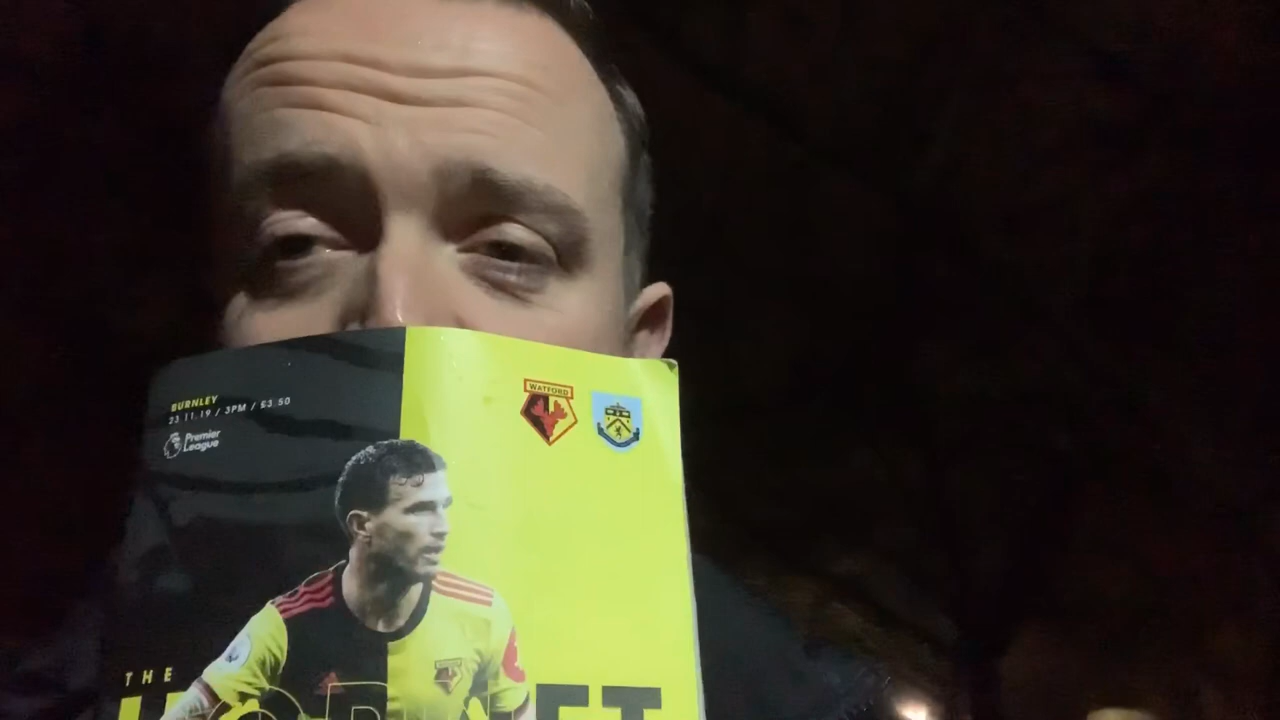 BURNLEY
23 11 19 / 3PM / £3.50
Premier
League
WATFORD
THE